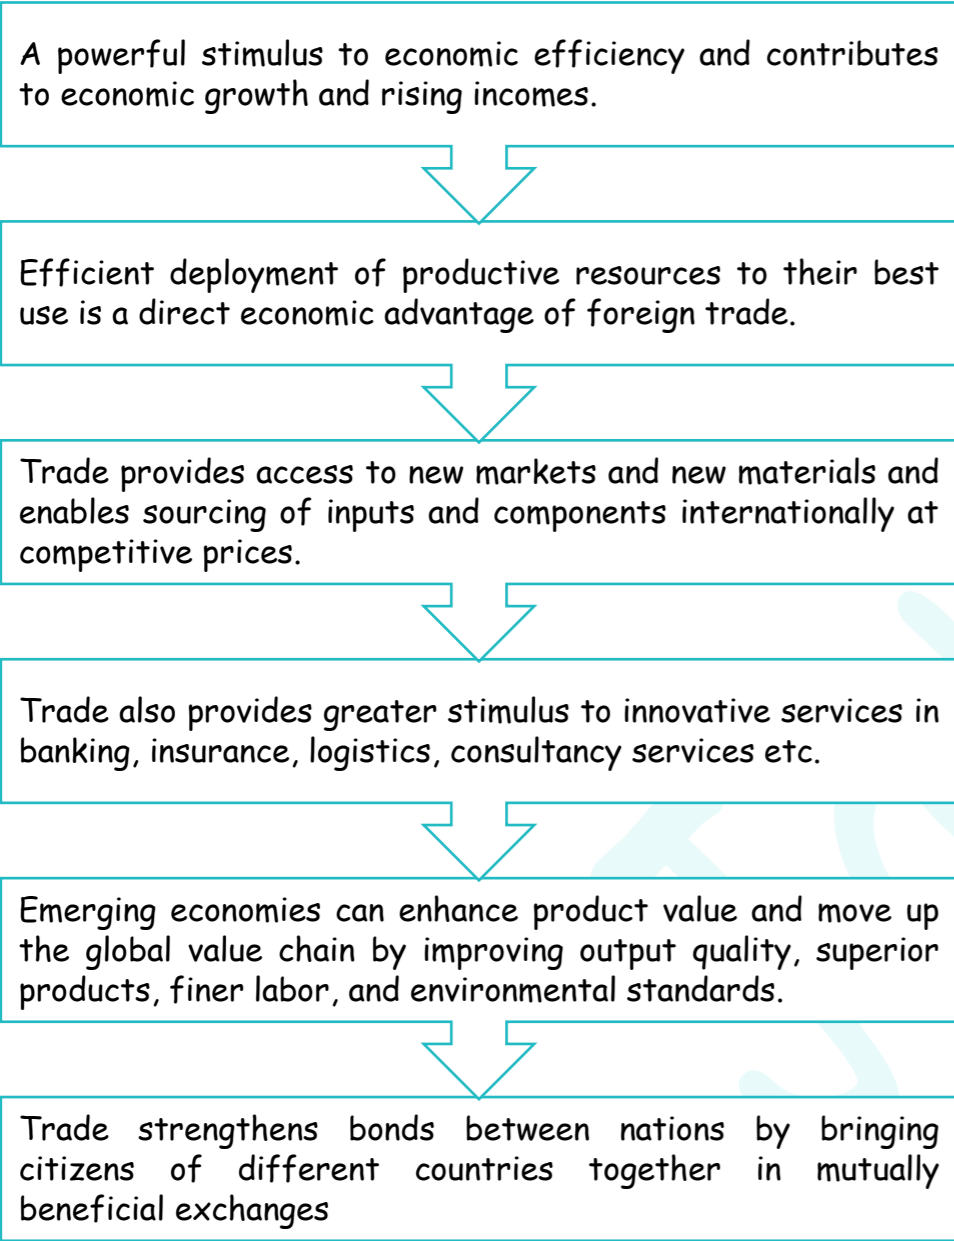 A powerful stimulus to economic efficiency and contributes
to economic growth and rising incomes.
Efficient deployment of productive resources to their best
use is a direct economic advantage of foreign trade.
Trade provides access to new markets and new materials and
enables sourcing of inputs and components internationally at
competitive prices.
Trade also provides greater stimulus to innovative services in
banking, insurance, logistics, consultancy services etc.
Emerging economies can enhance product value and move up
the global value chain by improving output quality, superior
products, finer labor, and environmental standards.
Trade strengthens bonds between nations by bringing
citizens of different countries together in mutually
beneficial exchanges